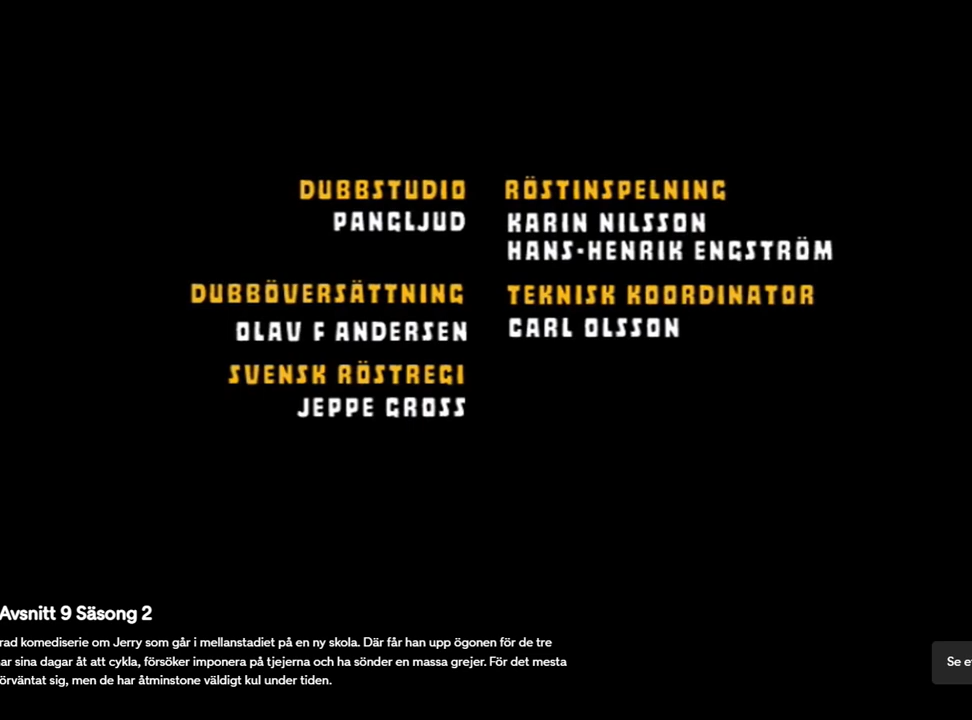 DUBBSTUDIO
PANGLJUD
DUBBÖVERSÄTTNING
OLAV F ANDERSEN
SVENSK RÖSTREGI
JEPPE GROSS
RÖSTINSPELNING
KARIN NILSSON
HANS-HENRIK ENGSTRÖM
TEKNISK KOORDINATOR
CARL OLSSON
Avsnitt 9 Säsong 2
komediserie om Jerry som går i mellanstadiet på en ny skola. Där får han upp ögonen för de tre
sina dagar åt att cykla, försöker imponera på tjejerna och ha sönder en massa grejer. För det mesta
sig, men de har åtminstone väldigt kul under tiden.
Se